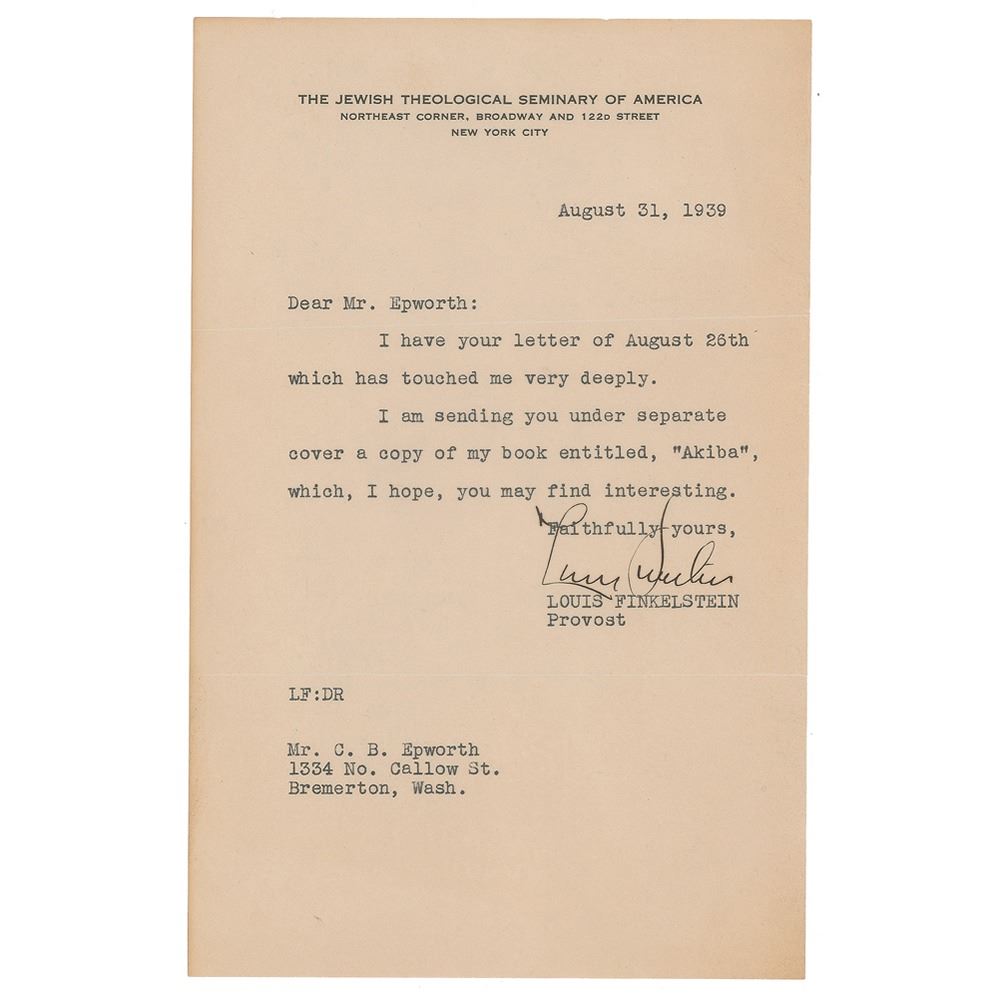 THE JEWISH THEOLOGICAL SEMINARY OF AMERICA
NORTHEAST CORNER, BROADWAY AND 122D STREET
NEW YORK CITY
August 31, 1939
Dear Mr. Epworth:
I have your letter of August 26th
which has touched me very deeply.
I am sending you under separate
cover a copy of my book entitled, "Akiba",
which, I hope, you may find interesting.
Faithfully yours,
LOUIS FINKELSTEIN
Provost
LF:DR
Mr. C. B. Epworth
1334 No. Callow St.
Bremerton, Wash.